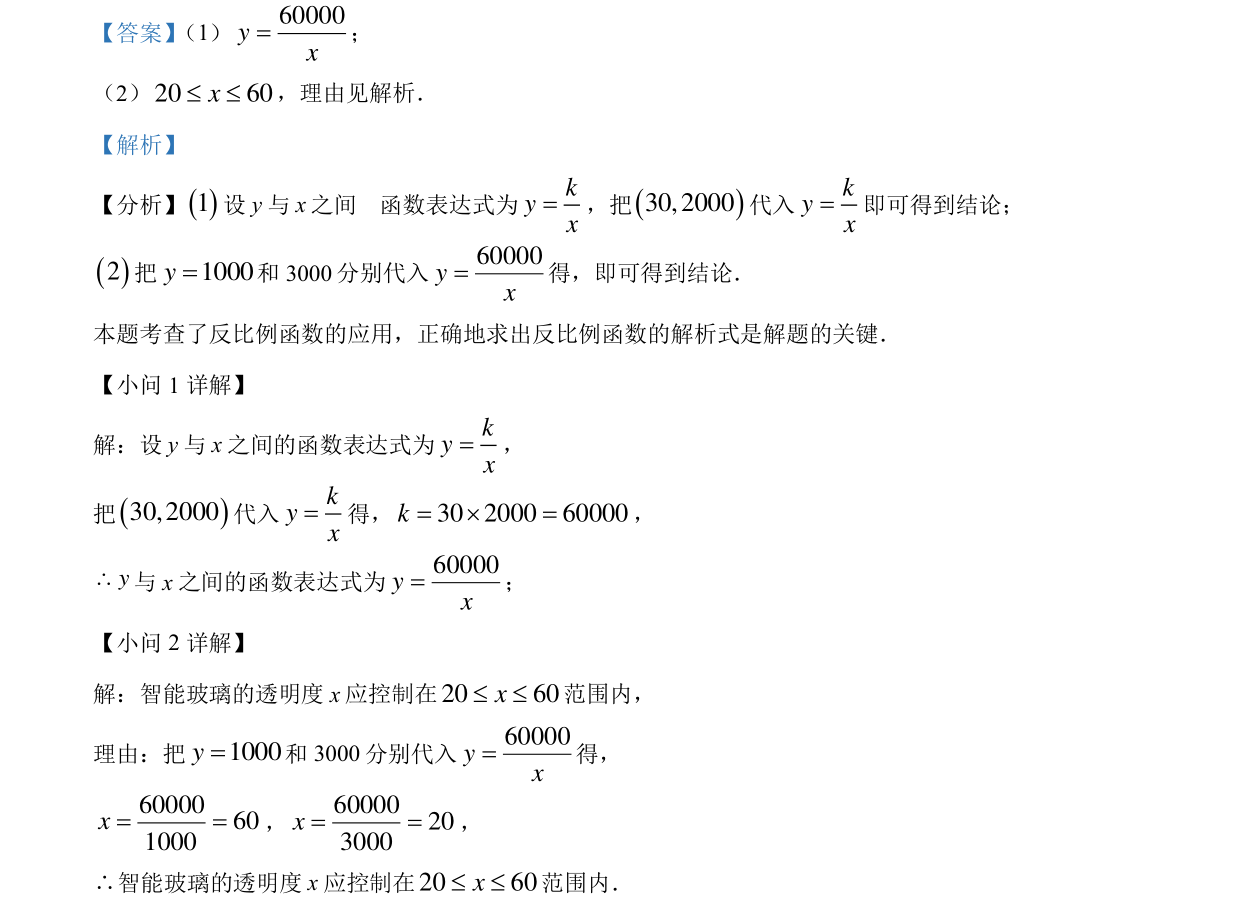 【答案】（1） y = 60000/x ；
（2） 20 ≤ x ≤ 60，理由见解析．
【解析】
【分析】(1) 设 y 与 x 之间 函数表达式为 y = k/x ，把(30, 2000) 代入 y = k/x 即可得到结论；
(2) 把 y = 1000 和 3000 分别代入 y = 60000/x 得，即可得到结论．
本题考查了反比例函数的应用，正确地求出反比例函数的解析式是解题的关键．
【小问 1 详解】
解：设 y 与 x 之间的函数表达式为 y = k/x ，
把(30, 2000) 代入 y = k/x 得， k = 30 × 2000 = 60000 ，
∴ y 与 x 之间的函数表达式为 y = 60000/x ；
【小问 2 详解】
解：智能玻璃的透明度 x 应控制在 20 ≤ x ≤ 60 范围内，
理由：把 y = 1000 和 3000 分别代入 y = 60000/x 得，
x = 60000/1000 = 60 ， x = 60000/3000 = 20 ，
∴智能玻璃的透明度 x 应控制在 20 ≤ x ≤ 60 范围内．